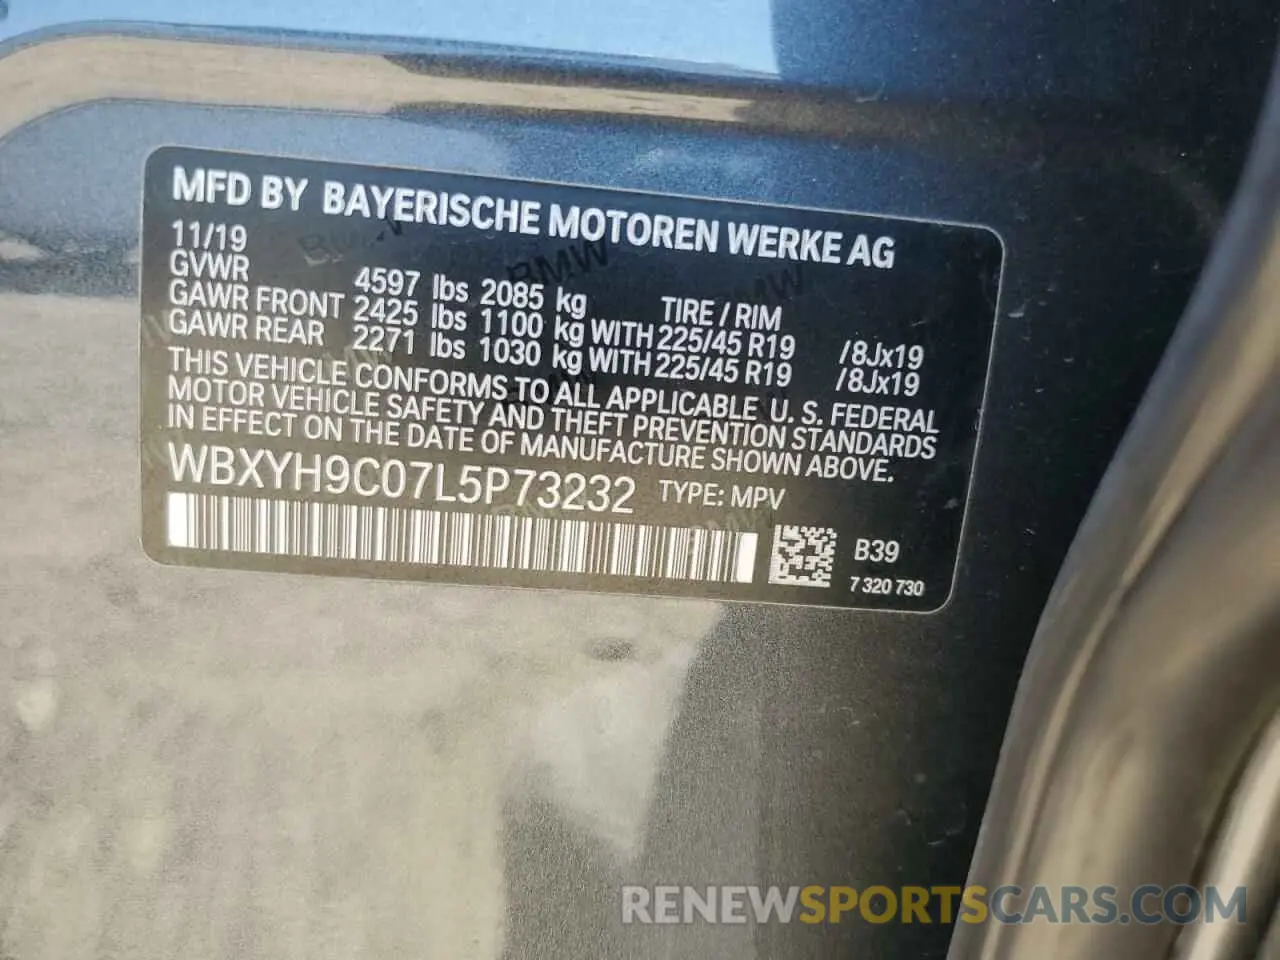 MFD BY BAYERISCHE MOTOREN WERKE AG
11/19
GVWR 4597 lbs 2085 kg TIRE / RIM
GAWR FRONT 2425 lbs 1100 kg WITH 225/45 R19 /8Jx19
GAWR REAR 2271 lbs 1030 kg WITH 225/45 R19 /8Jx19
THIS VEHICLE CONFORMS TO ALL APPLICABLE U. S. FEDERAL
MOTOR VEHICLE SAFETY AND THEFT PREVENTION STANDARDS
IN EFFECT ON THE DATE OF MANUFACTURE SHOWN ABOVE.
WBXYH9C07L5P73232 TYPE: MPV
B39
7 320 730
RENEWSPORTSCARS.COM